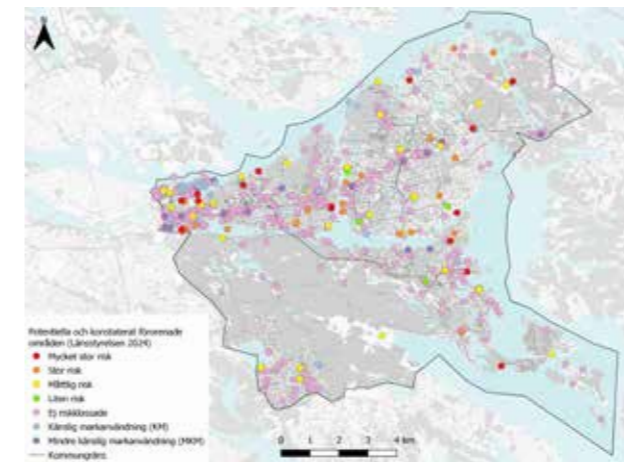 Potentiella och konstaterat förorenade
områden (Länsstyrelsen 2024)
Mycket stor risk
Stor risk
Måttlig risk
Liten risk
Ej riskklassade
Känslig markanvändning (KM)
Mindre känslig markanvändning (MKM)
Kommungräns
0 1 2 3 4 km